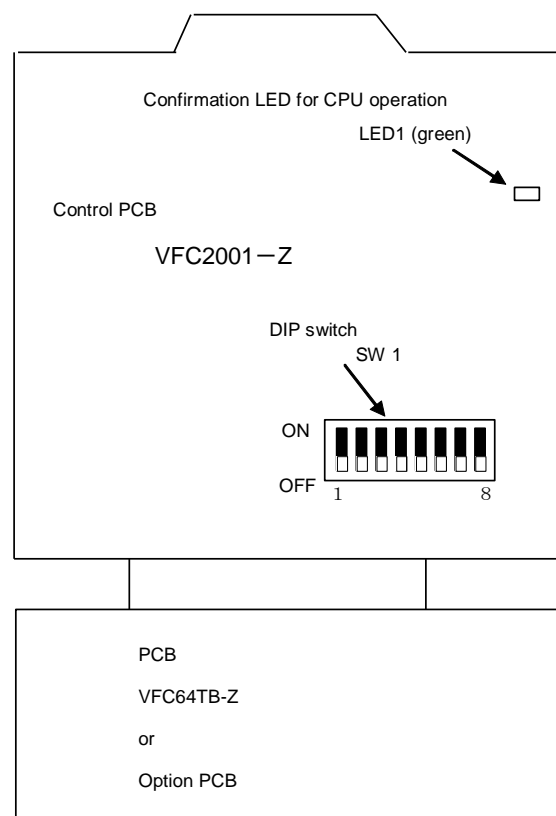 Confirmation LED for CPU operation
LED1 (green)
Control PCB
VFC2001－Z
DIP switch
SW 1
ON
OFF
1
8
PCB
VFC64TB-Z
or
Option PCB